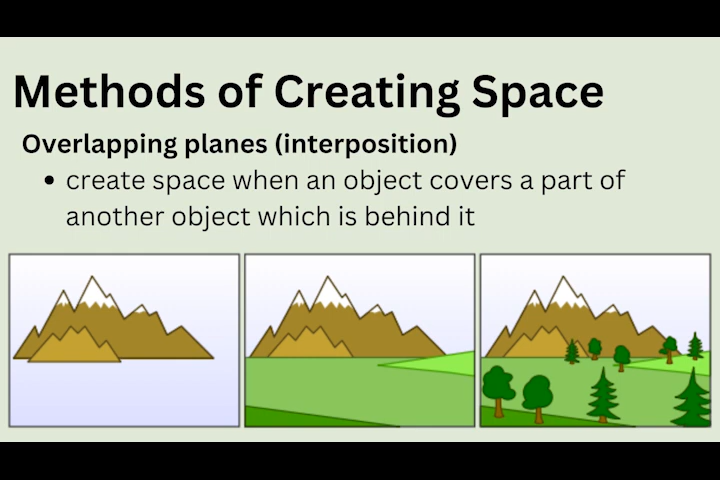 Methods of Creating Space
Overlapping planes (interposition)
• create space when an object covers a part of
another object which is behind it